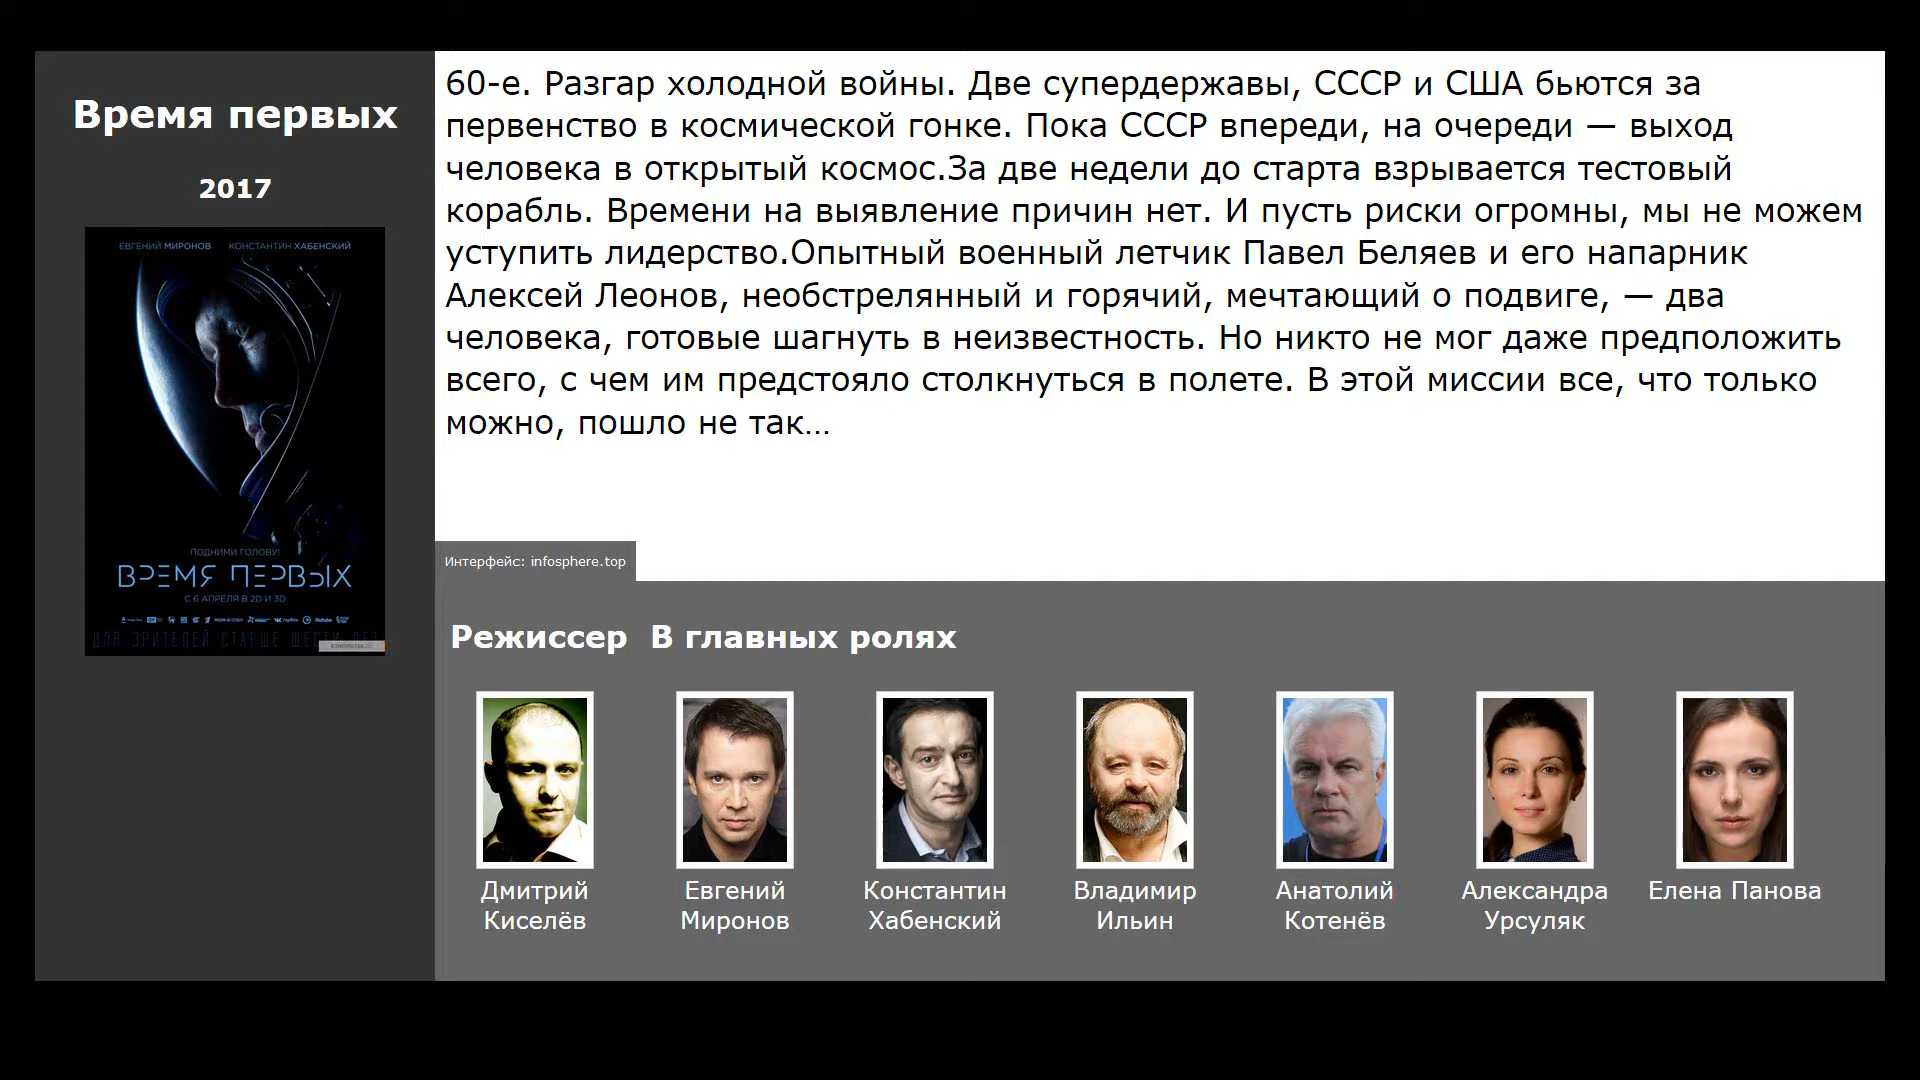 Время первых
2017
ЕВГЕНИЙ МИРОНОВ КОНСТАНТИН ХАБЕНСКИЙ
ПОДНИМИ ГОЛОВУ!
ВРЕМЯ ПЕРВЫХ
С 6 АПРЕЛЯ В 2D И 3D
ДЛЯ ЗРИТЕЛЕЙ СТАРШЕ ШЕСТИ ЛЕТ
60-е. Разгар холодной войны. Две супердержавы, СССР и США бьются за
первенство в космической гонке. Пока СССР впереди, на очереди — выход
человека в открытый космос.За две недели до старта взрывается тестовый
корабль. Времени на выявление причин нет. И пусть риски огромны, мы не можем
уступить лидерство.Опытный военный летчик Павел Беляев и его напарник
Алексей Леонов, необстрелянный и горячий, мечтающий о подвиге, — два
человека, готовые шагнуть в неизвестность. Но никто не мог даже предположить
всего, с чем им предстояло столкнуться в полете. В этой миссии все, что только
можно, пошло не так…
Интерфейс: infosphere.top
Режиссер В главных ролях
Дмитрий
Киселёв
Евгений
Миронов
Константин
Хабенский
Владимир
Ильин
Анатолий
Котенёв
Александра
Урсуляк
Елена Панова